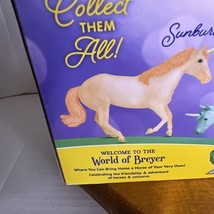 Collect
THEM
All!
Sunbur
WELCOME TO THE
World of Breyer
Where You Can Bring Home a Horse of Your Very Own!
Celebrating the friendship & adventure
of horses & unicorns